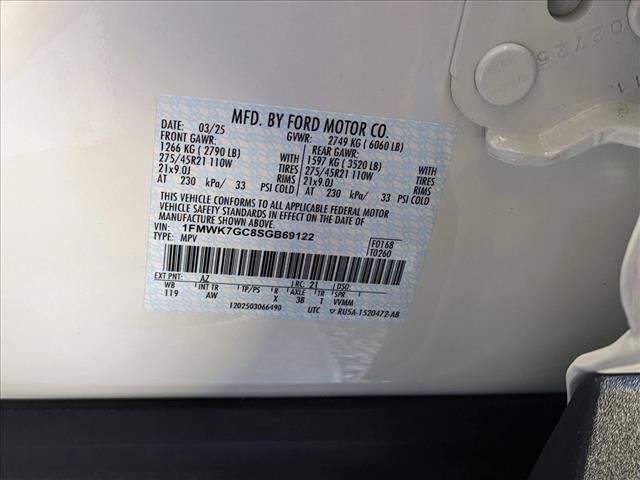 02725
MFD. BY FORD MOTOR CO.
DATE: 03/25 GVWR: 2749 KG ( 6060 LB)
FRONT GAWR: REAR GAWR:
1266 KG ( 2790 LB) WITH 1597 KG ( 3520 LB) WITH
275/45R21 110W TIRES 275/45R21 110W TIRES
21x9.0J RIMS 21x9.0J RIMS
AT 230 kPa/ 33 PSI COLD AT 230 kPa/ 33 PSI COLD
THIS VEHICLE CONFORMS TO ALL APPLICABLE FEDERAL MOTOR
VEHICLE SAFETY STANDARDS IN EFFECT ON THE DATE OF
MANUFACTURE SHOWN ABOVE.
VIN: 1FMWK7GC8SGB69122
TYPE: MPV F0168
T0260
EXT PNT: AZ RC: 21 DSO:
WB INT TR TP/PS R AXLE TR SPR
119 AW X 3B 1 VVMM
1202503066490 UTC ▽ RU5A-1520472-AB